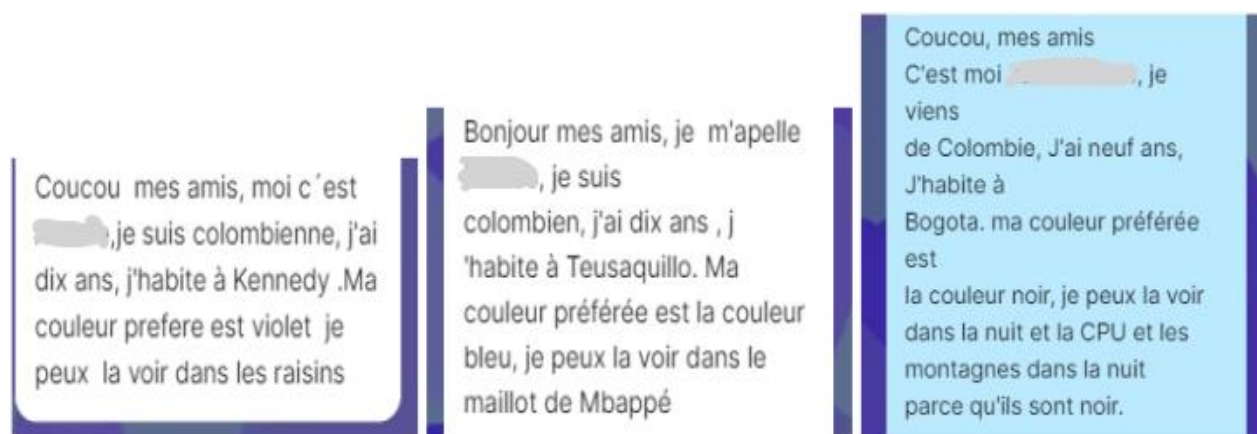 Coucou mes amis, moi c´est
,je suis colombienne, j'ai
dix ans, j'habite à Kennedy .Ma
couleur prefere est violet je
peux la voir dans les raisins
Bonjour mes amis, je m'apelle
, je suis
colombien, j'ai dix ans , j
'habite à Teusaquillo. Ma
couleur préférée est la couleur
bleu, je peux la voir dans le
maillot de Mbappé
Coucou, mes amis
C'est moi , je
viens
de Colombie, J'ai neuf ans,
J'habite à
Bogota. ma couleur préférée
est
la couleur noir, je peux la voir
dans la nuit et la CPU et les
montagnes dans la nuit
parce qu'ils sont noir.